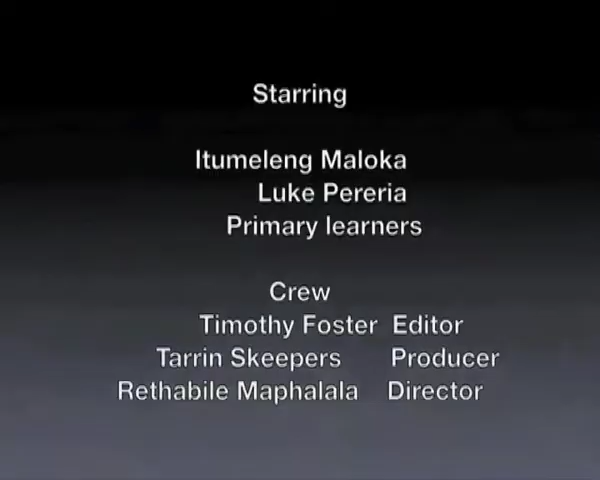 Starring
Itumeleng Maloka
Luke Pereria
Primary learners
Crew
Timothy Foster Editor
Tarrin Skeepers Producer
Rethabile Maphalala Director